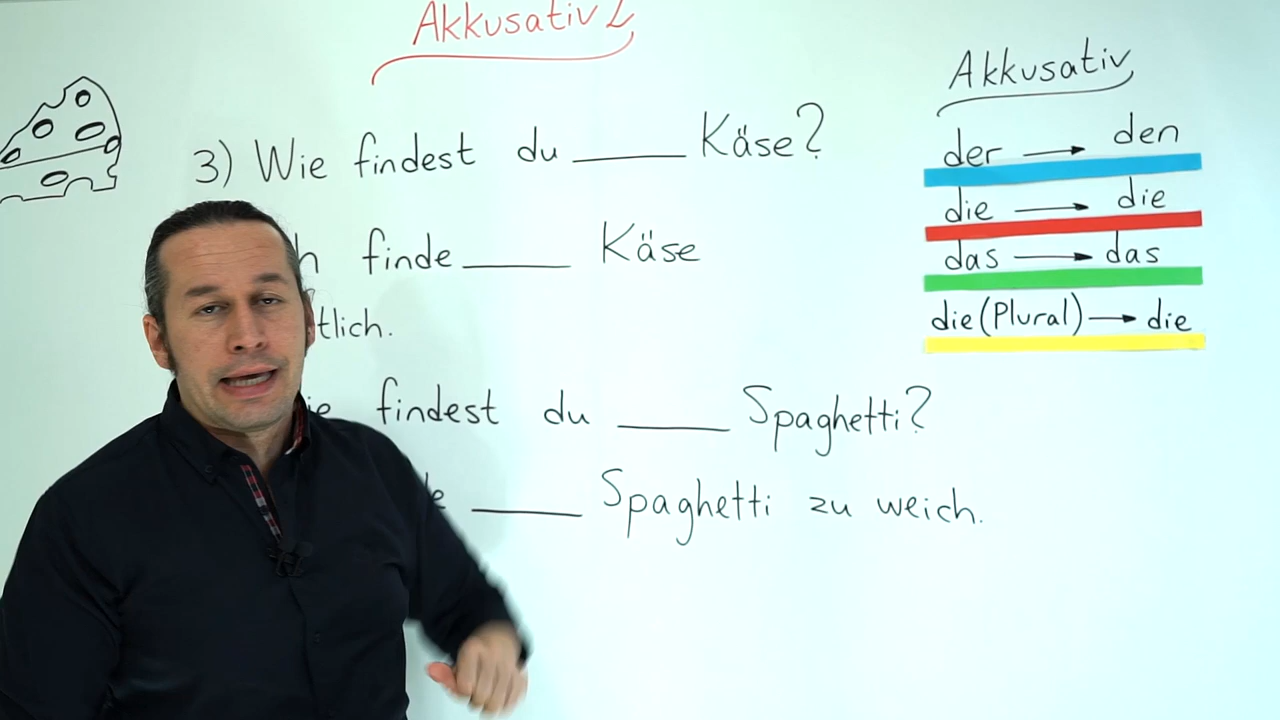 Akkusativ 2
3) Wie findest du ____ Käse?
h finde ____ Käse
tlich.
ie findest du ____ Spaghetti?
e ____ Spaghetti zu weich.
Akkusativ
der → den
die → die
das → das
die (Plural) → die